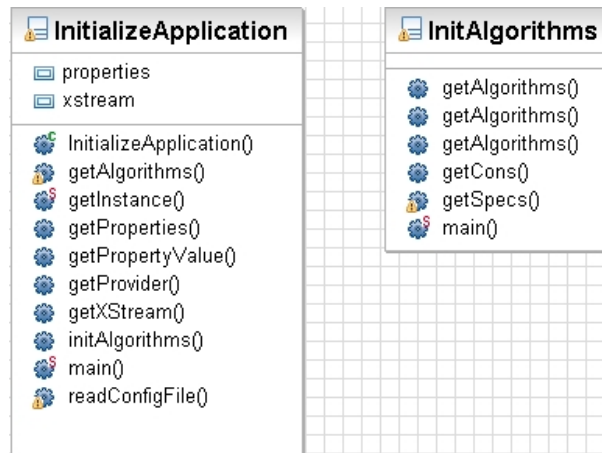 InitializeApplication
properties
xstream
InitializeApplication()
getAlgorithms()
getInstance()
getProperties()
getPropertyValue()
getProvider()
getXStream()
initAlgorithms()
main()
readConfigFile()
InitAlgorithms
getAlgorithms()
getAlgorithms()
getAlgorithms()
getCons()
getSpecs()
main()